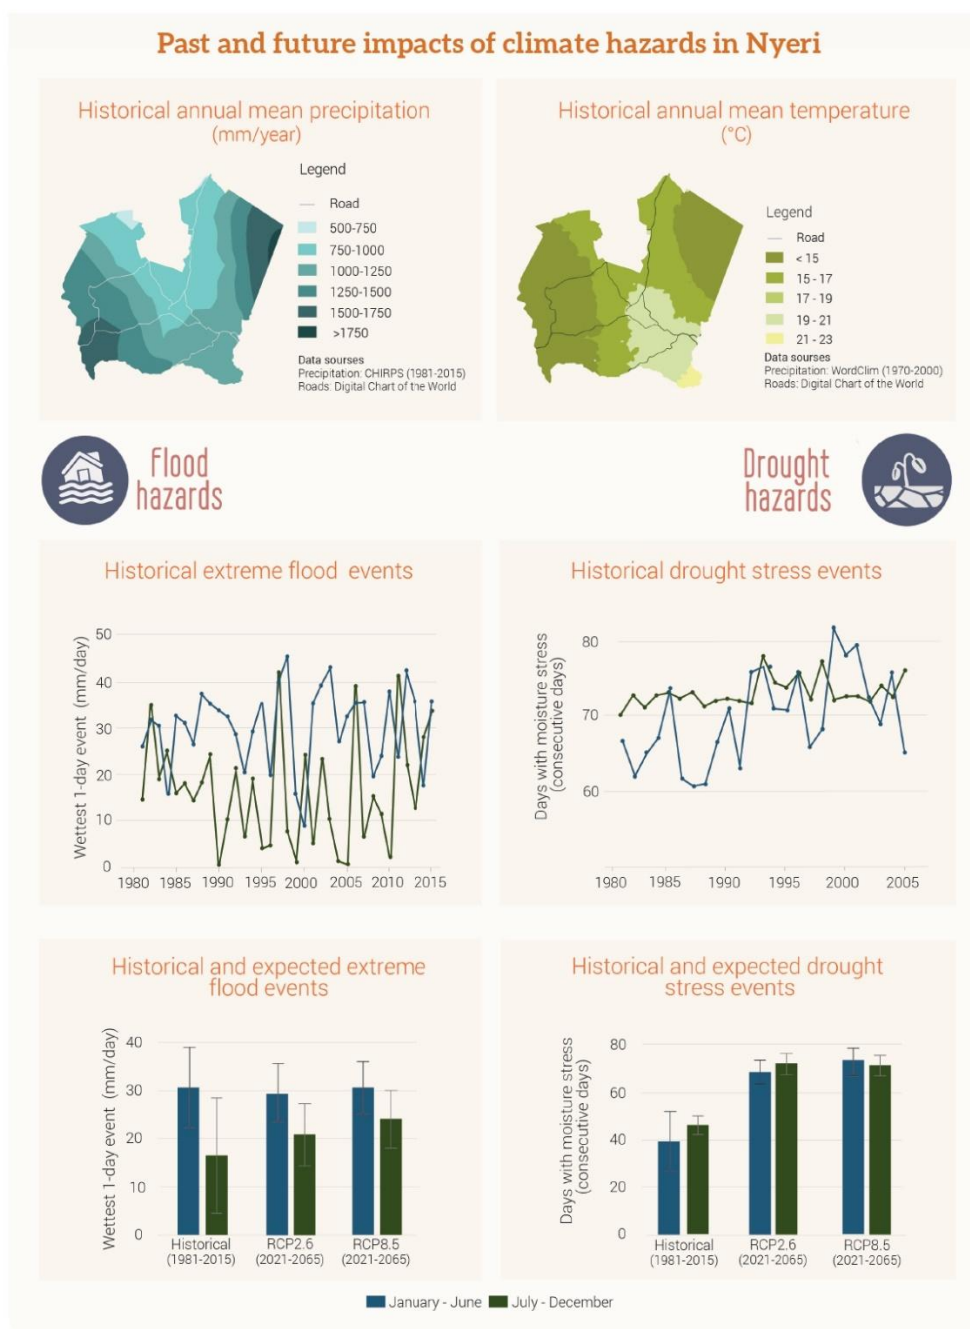 Past and future impacts of climate hazards in Nyeri
Historical annual mean precipitation
(mm/year)
Legend
Road
500-750
750-1000
1000-1250
1250-1500
1500-1750
>1750
Data sourses
Precipitation: CHIRPS (1981-2015)
Roads: Digital Chart of the World
Historical annual mean temperature
(°C)
Legend
Road
< 15
15 - 17
17 - 19
19 - 21
21 - 23
Data sourses
Precipitation: WordClim (1970-2000)
Roads: Digital Chart of the World
Flood
hazards
Drought
hazards
Historical extreme flood events
Wettest 1-day event (mm/day)
50
40
30
20
10
0
1980 1985 1990 1995 2000 2005 2010 2015
Historical drought stress events
Days with moisture stress
(consecutive days)
80
70
60
1980 1985 1990 1995 2000 2005
Historical and expected extreme
flood events
Wettest 1-day event (mm/day)
40
30
20
10
0
Historical RCP2.6 RCP8.5
(1981-2015) (2021-2065) (2021-2065)
Historical and expected drought
stress events
Days with moisture stress
(consecutive days)
80
60
40
20
0
Historical RCP2.6 RCP8.5
(1981-2015) (2021-2065) (2021-2065)
January - June July - December